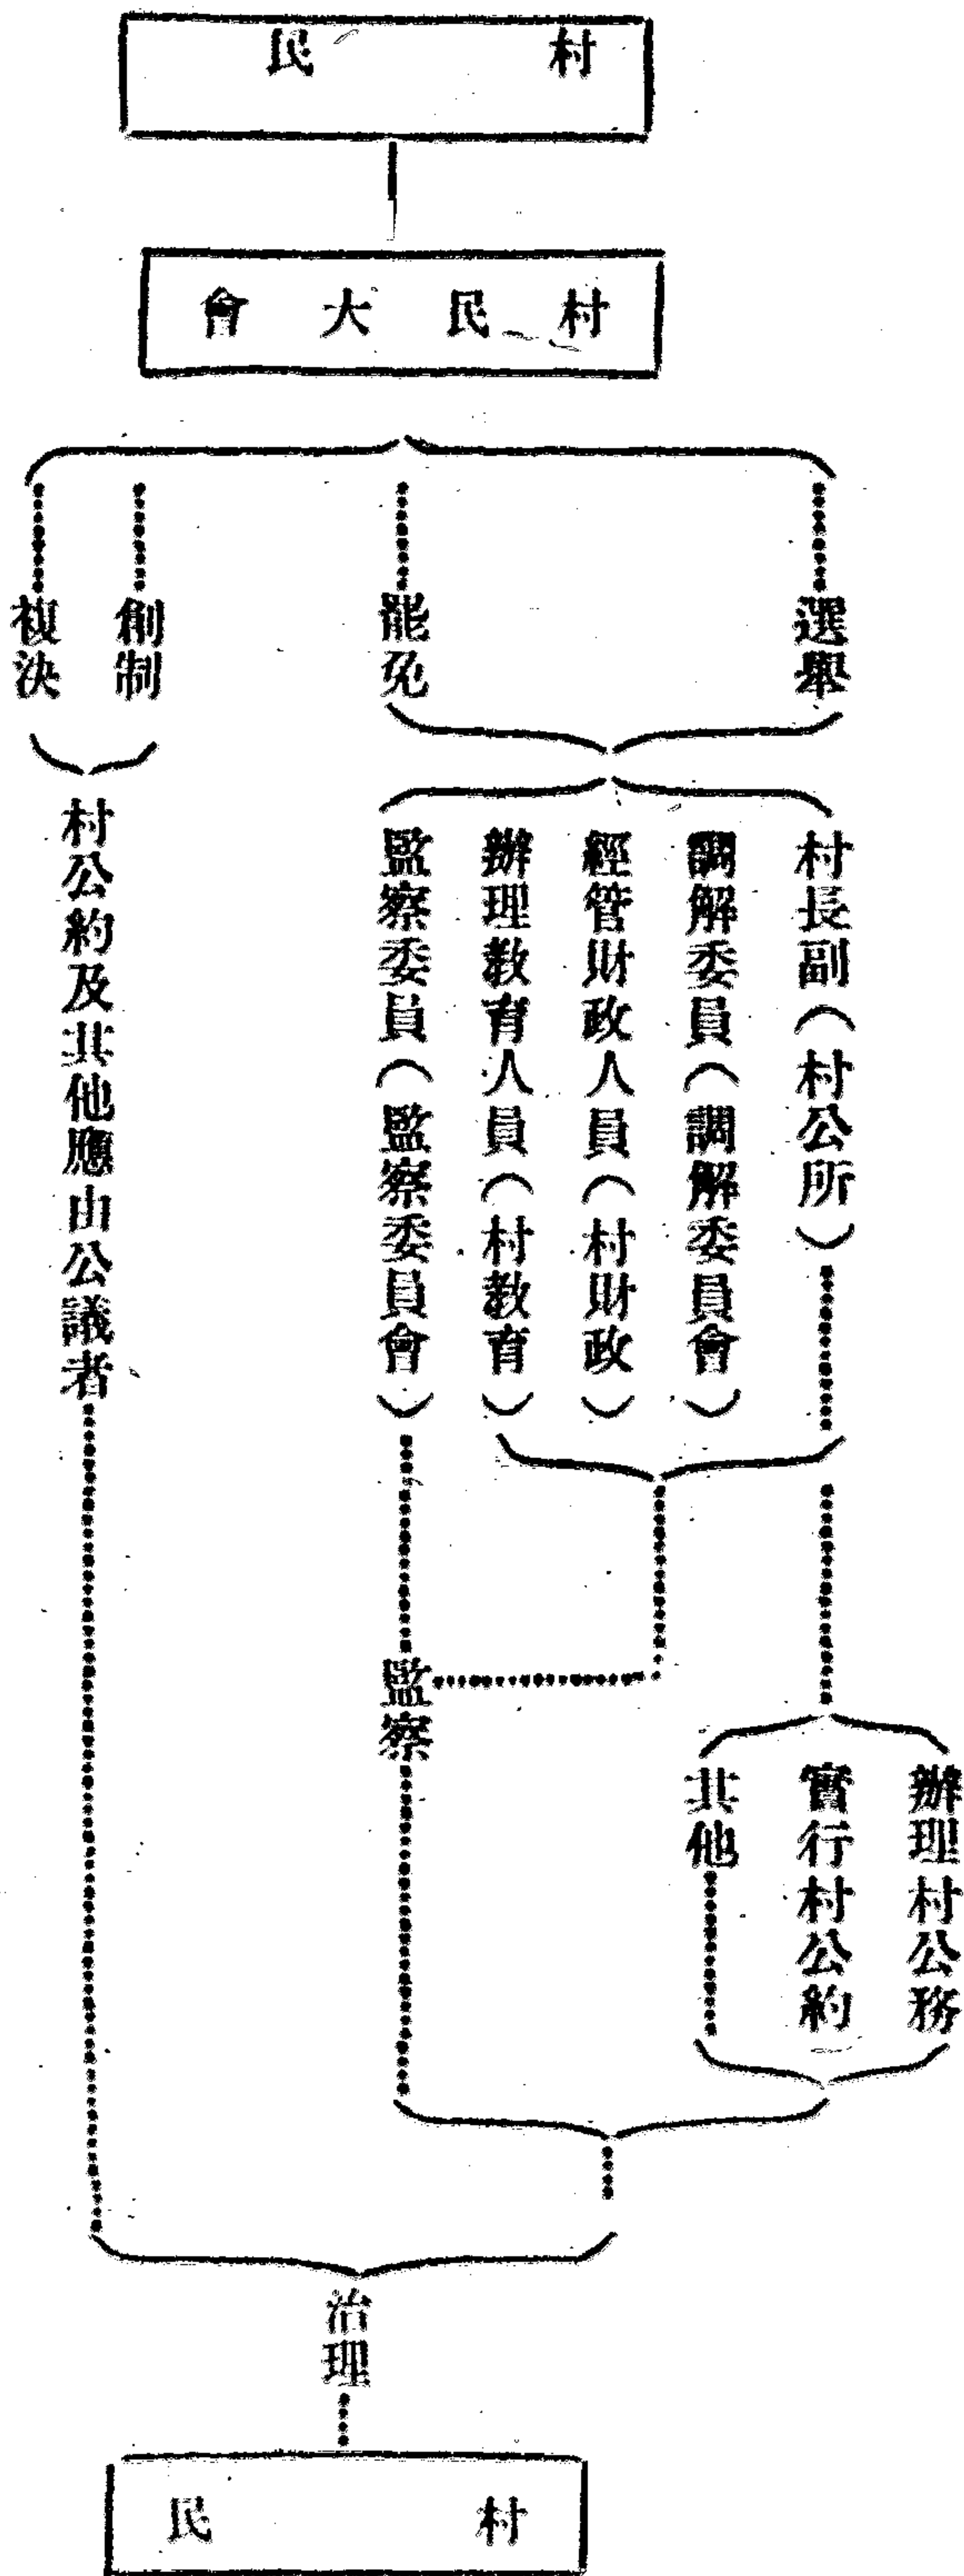 村民
村民大會
選舉
罷免
創制
複決
村長副（村公所）
調解委員（調解委員會）
經管財政人員（村財政）
辦理教育人員（村教育）
監察委員（監察委員會）
村公約及其他應由公議者
監察
辦理村公務
實行村公約
其他
治理
村民